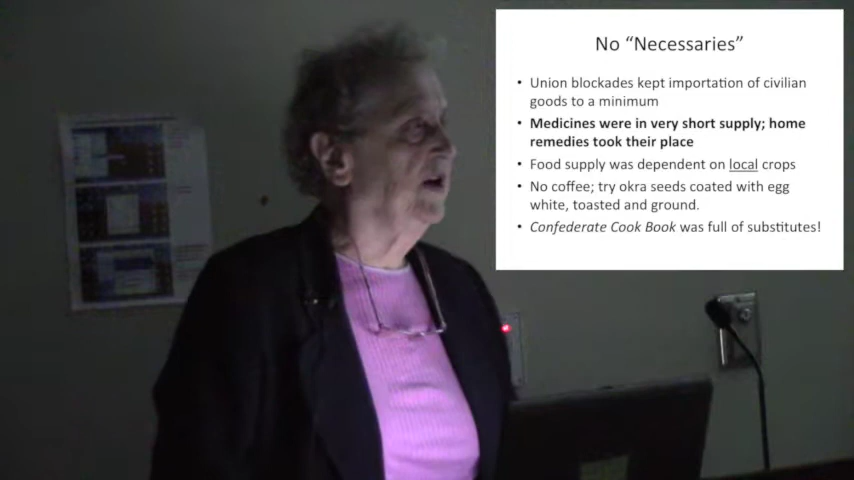 No “Necessaries”
• Union blockades kept importation of civilian
goods to a minimum
• Medicines were in very short supply; home
remedies took their place
• Food supply was dependent on local crops
• No coffee; try okra seeds coated with egg
white, toasted and ground.
• Confederate Cook Book was full of substitutes!